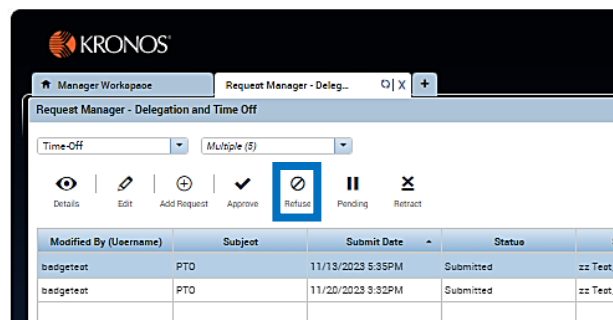 KRONOS
Manager Workspace
Request Manager - Deleg...
X
+
Request Manager - Delegation and Time Off
Time-Off
Multiple (5)
Details
Edit
Add Request
Approve
Refuse
Pending
Retract
Modified By (Username) Subject Submit Date Status
badgetest PTO 11/13/2023 5:35PM Submitted zz Test,
badgetest PTO 11/20/2023 3:32PM Submitted zz Test,